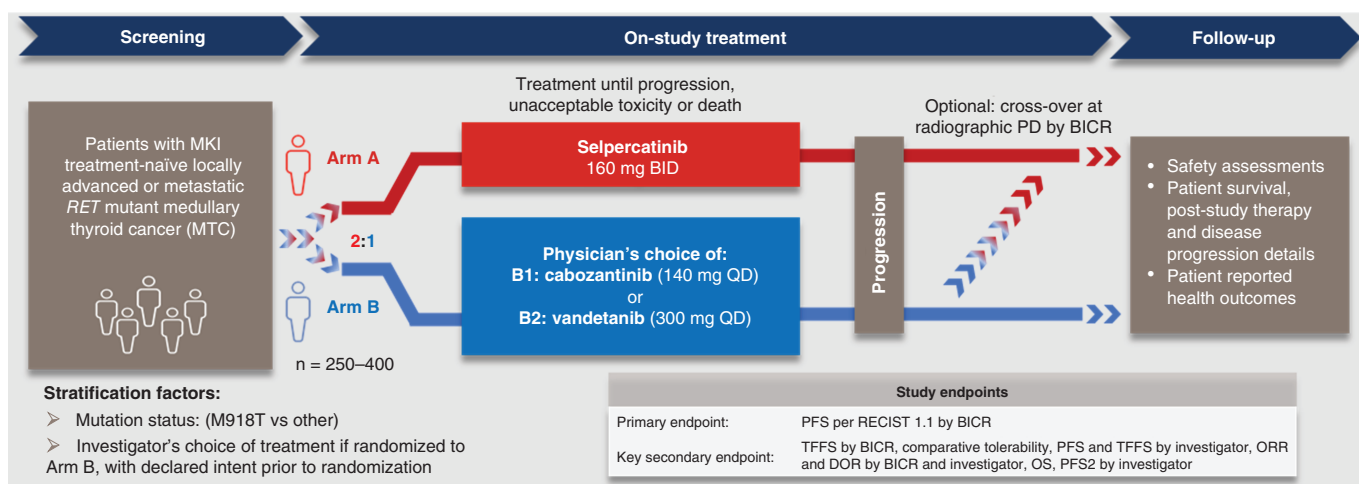 Screening
On-study treatment
Follow-up
Patients with MKI
treatment-naïve locally
advanced or metastatic
RET mutant medullary
thyroid cancer (MTC)
Arm A
2:1
Arm B
n = 250–400
Treatment until progression,
unacceptable toxicity or death
Selpercatinib
160 mg BID
Physician's choice of:
B1: cabozantinib (140 mg QD)
or
B2: vandetanib (300 mg QD)
Progression
Optional: cross-over at
radiographic PD by BICR
• Safety assessments
• Patient survival,
post-study therapy
and disease
progression details
• Patient reported
health outcomes
Stratification factors:
➢ Mutation status: (M918T vs other)
➢ Investigator's choice of treatment if randomized to
Arm B, with declared intent prior to randomization
Study endpoints
Primary endpoint: PFS per RECIST 1.1 by BICR
Key secondary endpoint: TFFS by BICR, comparative tolerability, PFS and TFFS by investigator, ORR
and DOR by BICR and investigator, OS, PFS2 by investigator